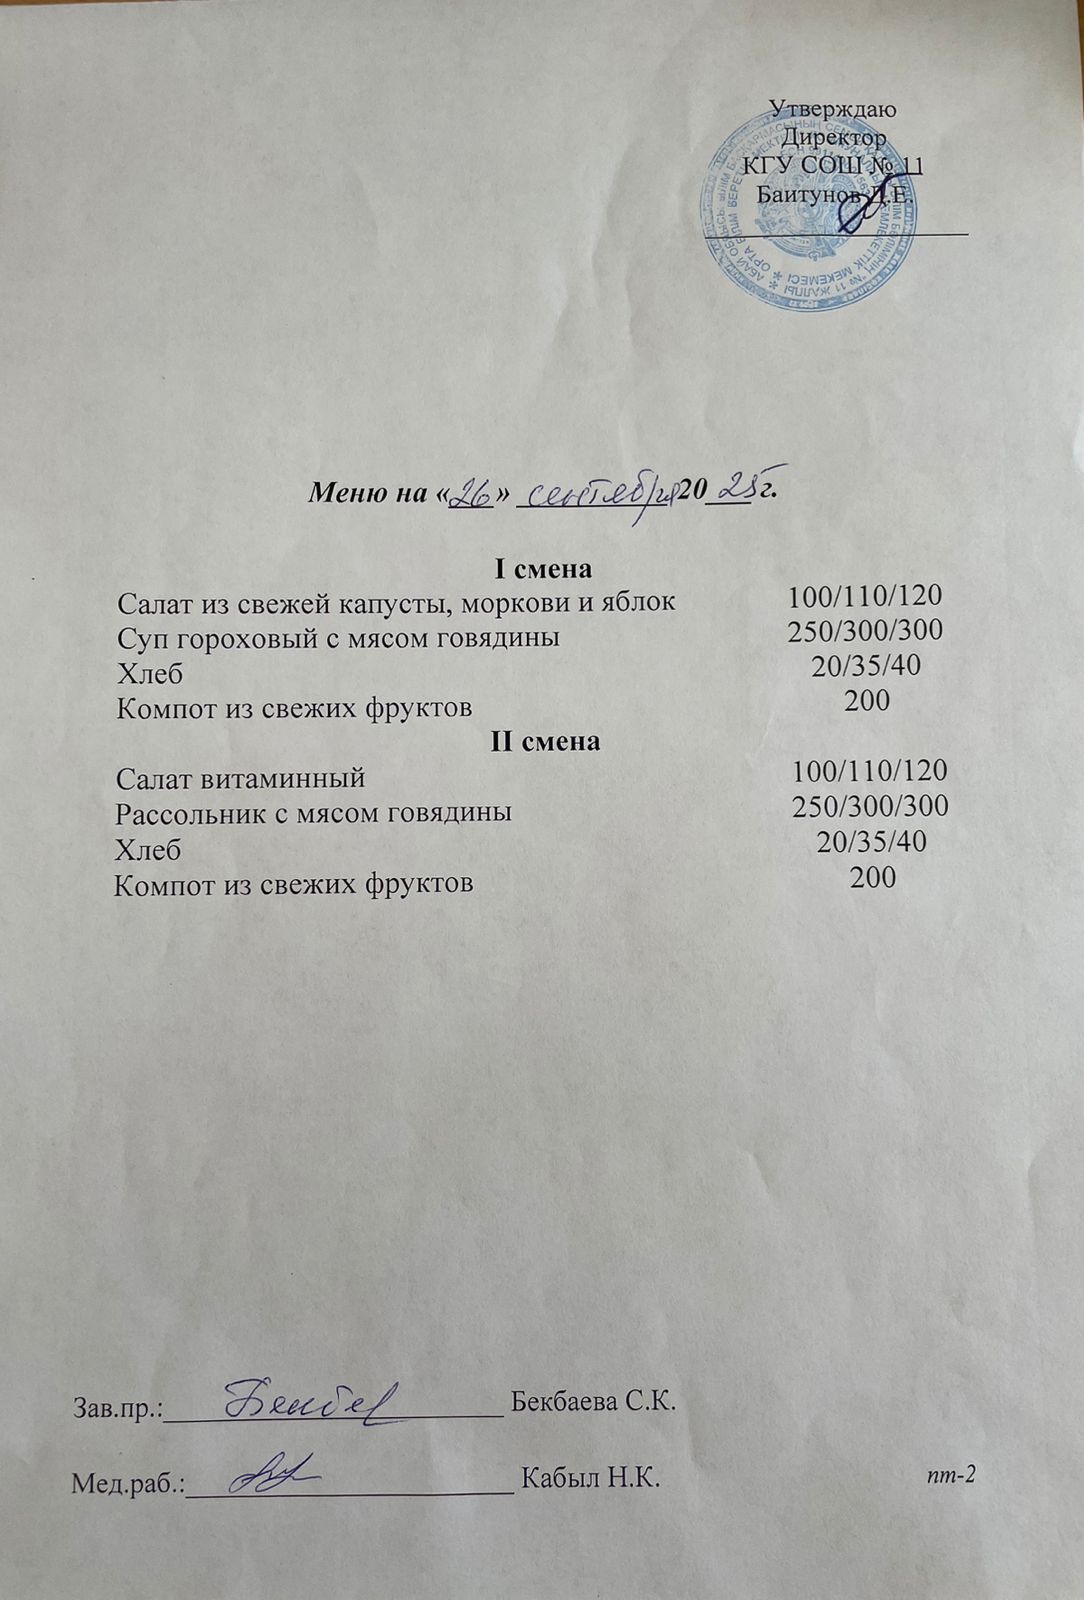 Утверждаю
Директор
КГУ СОШ № 11
Баитунов Д.Е.
Меню на «26» сентября 2025 г.
I смена
Салат из свежей капусты, моркови и яблок 100/110/120
Суп гороховый с мясом говядины 250/300/300
Хлеб 20/35/40
Компот из свежих фруктов 200
II смена
Салат витаминный 100/110/120
Рассольник с мясом говядины 250/300/300
Хлеб 20/35/40
Компот из свежих фруктов 200
Зав.пр.: Бекбаева С.К.
Мед.раб.: Кабыл Н.К.
пт-2